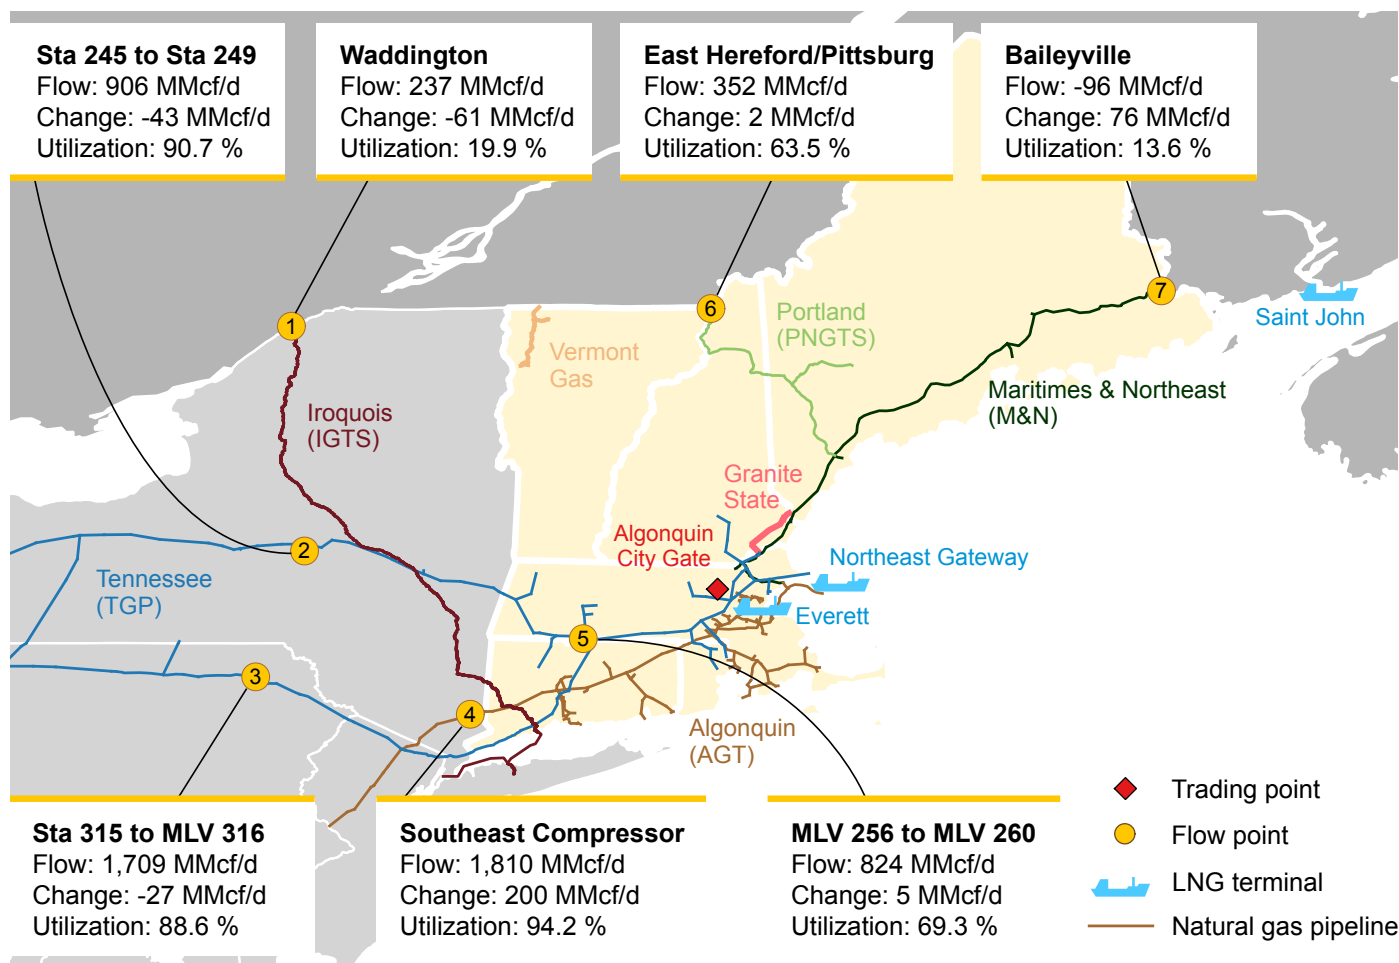 Sta 245 to Sta 249
Flow: 906 MMcf/d
Change: -43 MMcf/d
Utilization: 90.7 %
Waddington
Flow: 237 MMcf/d
Change: -61 MMcf/d
Utilization: 19.9 %
East Hereford/Pittsburg
Flow: 352 MMcf/d
Change: 2 MMcf/d
Utilization: 63.5 %
Baileyville
Flow: -96 MMcf/d
Change: 76 MMcf/d
Utilization: 13.6 %
7
6
1
Saint John
Portland
(PNGTS)
Vermont
Gas
Maritimes & Northeast
(M&N)
Iroquois
(IGTS)
Granite
State
Algonquin
City Gate
2
Northeast Gateway
Tennessee
(TGP)
Everett
5
3
4
Algonquin
(AGT)
Sta 315 to MLV 316
Flow: 1,709 MMcf/d
Change: -27 MMcf/d
Utilization: 88.6 %
Southeast Compressor
Flow: 1,810 MMcf/d
Change: 200 MMcf/d
Utilization: 94.2 %
MLV 256 to MLV 260
Flow: 824 MMcf/d
Change: 5 MMcf/d
Utilization: 69.3 %
Trading point
Flow point
LNG terminal
Natural gas pipeline